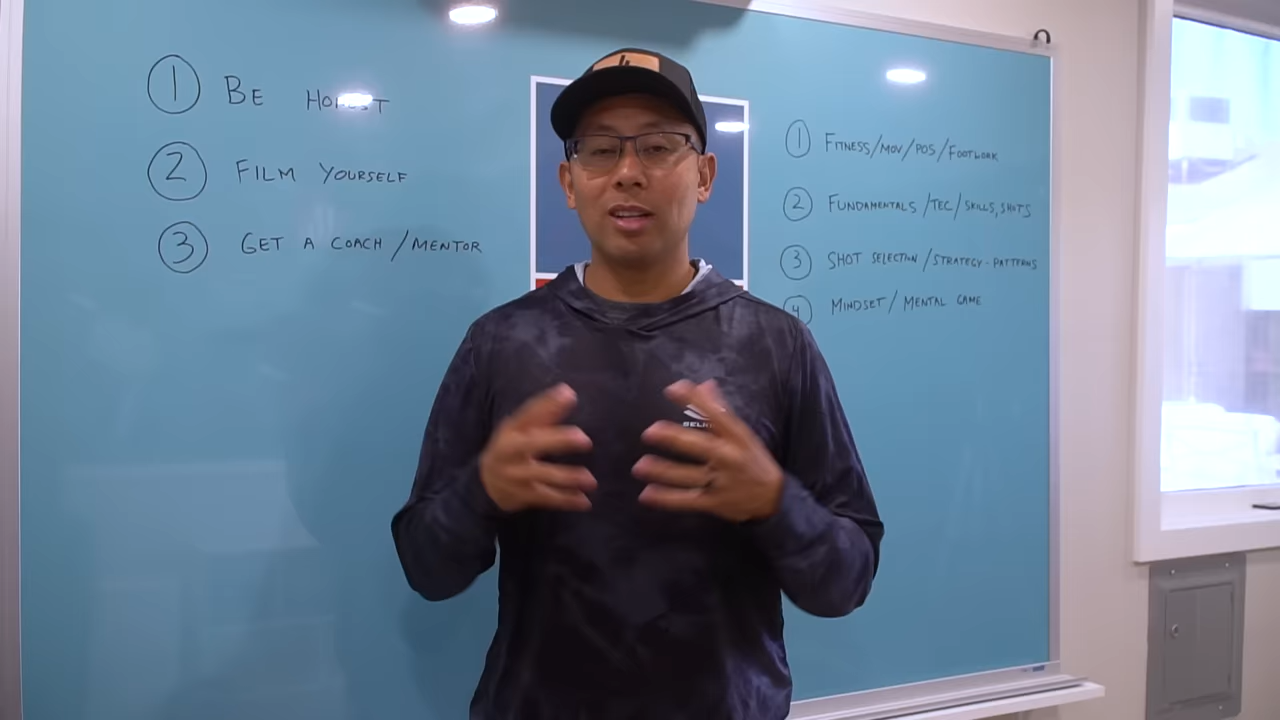 1 BE HONEST
2 FILM YOURSELF
3 GET A COACH/MENTOR
1 FITNESS/MOV/POS/FOOTWORK
2 FUNDAMENTALS/TEC/SKILLS, SHOTS
3 SHOT SELECTION/STRATEGY-PATTERNS
4 MINDSET/MENTAL GAME